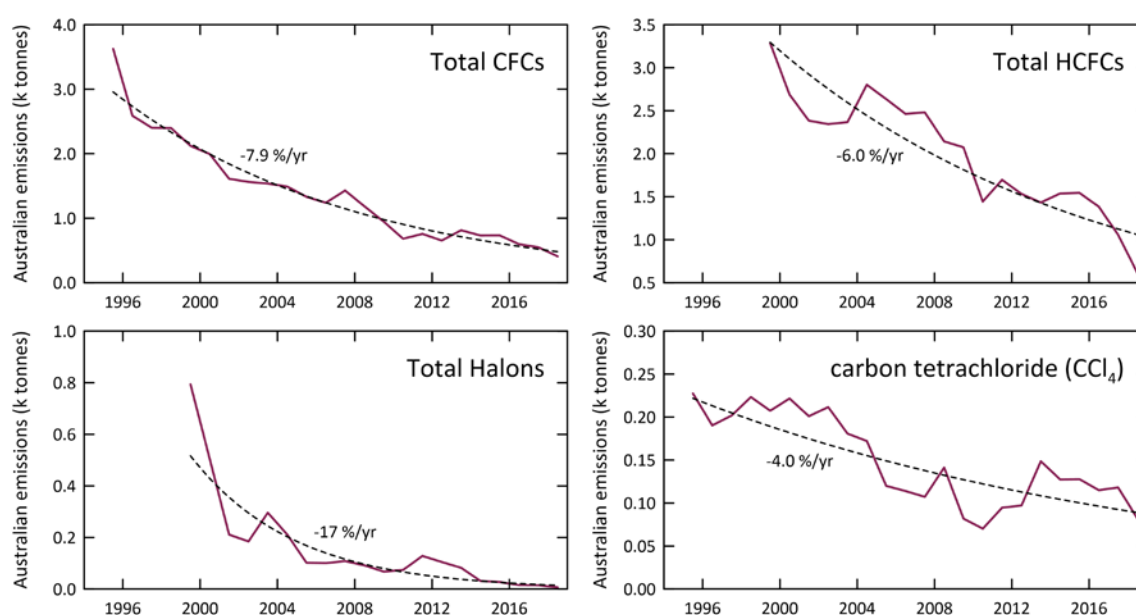 Total CFCs
Australian emissions (k tonnes)
4.0
3.0
2.0
1.0
0.0
-7.9 %/yr
1996 2000 2004 2008 2012 2016
Total HCFCs
Australian emissions (k tonnes)
3.5
3.0
2.5
2.0
1.5
1.0
0.5
-6.0 %/yr
1996 2000 2004 2008 2012 2016
Total Halons
Australian emissions (k tonnes)
1.0
0.8
0.6
0.4
0.2
0.0
-17 %/yr
1996 2000 2004 2008 2012 2016
carbon tetrachloride (CCl₄)
Australian emissions (k tonnes)
0.30
0.25
0.20
0.15
0.10
0.05
0.00
-4.0 %/yr
1996 2000 2004 2008 2012 2016